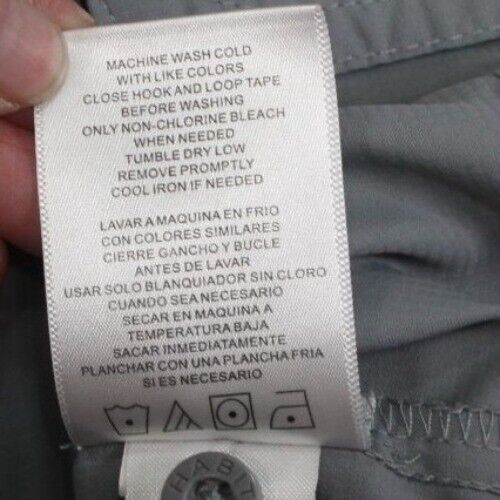 MACHINE WASH COLD
WITH LIKE COLORS
CLOSE HOOK AND LOOP TAPE
BEFORE WASHING
ONLY NON-CHLORINE BLEACH
WHEN NEEDED
TUMBLE DRY LOW
REMOVE PROMPTLY
COOL IRON IF NEEDED
LAVAR A MAQUINA EN FRIO
CON COLORES SIMILARES
CIERRE GANCHO Y BUCLE
ANTES DE LAVAR
USAR SOLO BLANQUIADOR SIN CLORO
CUANDO SEA NECESARIO
SECAR EN MAQUINA A
TEMPERATURA BAJA
SACAR INMEDIATAMENTE
PLANCHAR CON UNA PLANCHA FRIA
SI ES NECESARIO
HABIT